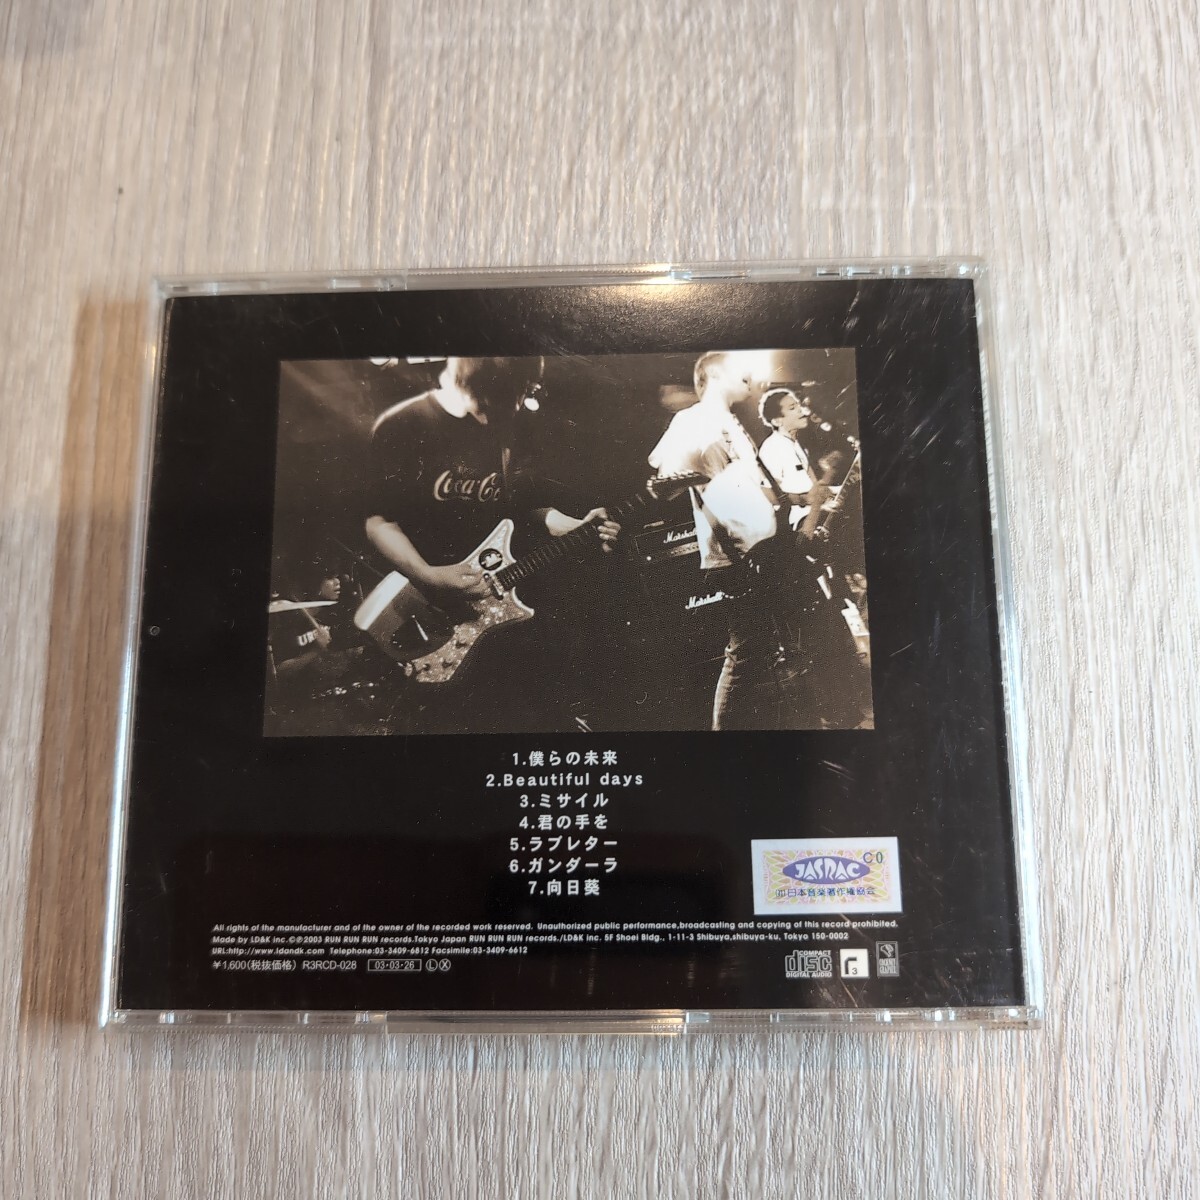 Coca-Co
Marshall
Marshall
1.僕らの未来
2.Beautiful days
3.ミサイル
4.君の手を
5.ラブレター
6.ガンダーラ
7.向日葵
JASRAC
C0
(社)日本音楽著作権協会
All rights of the manufacturer and of the owner of the recorded work reserved. Unauthorized public performance,broadcasting and copying of this record prohibited.
Made by LD&K inc.©℗2003 RUN RUN RUN records.Tokyo Japan RUN RUN RUN records./LD&K inc. 5F Shoei Bldg., 1-11-3 Shibuya,shibuya-ku, Tokyo 150-0002
URL:http://www.ldandk.com Telephone:03-3409-6612 Facsimile:03-3409-6612
¥1,600(税抜価格) R3RCD-028 03·03·26 Ⓛ Ⓧ
COMPACT
disc
DIGITAL AUDIO
r3